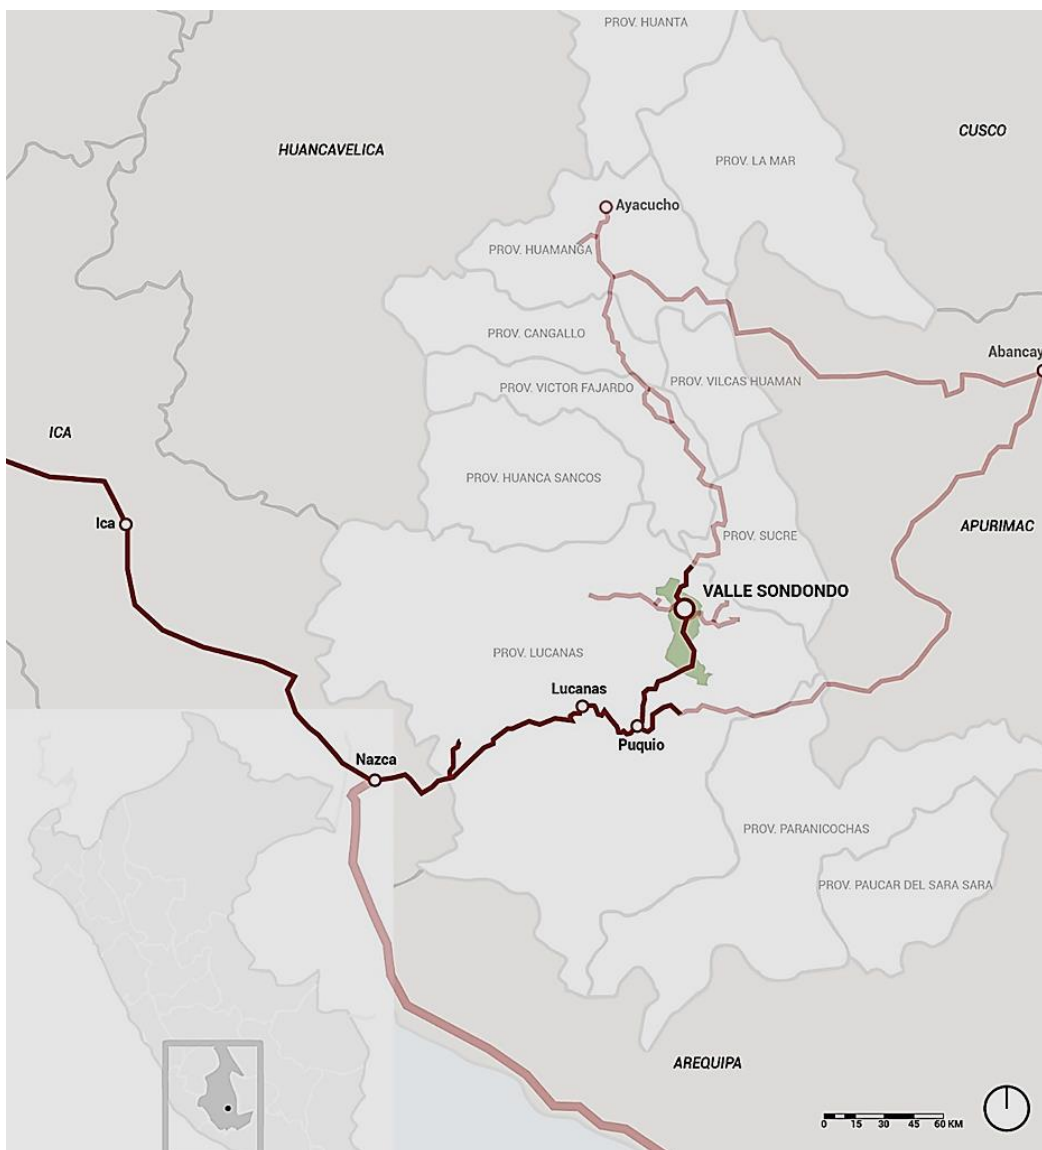 PROV. HUANTA
CUSCO
HUANCAVELICA
PROV. LA MAR
Ayacucho
PROV. HUAMANGA
PROV. CANGALLO
Abancay
PROV. VICTOR FAJARDO
PROV. VILCAS HUAMAN
ICA
PROV. HUANCA SANCOS
Ica
APURIMAC
PROV. SUCRE
VALLE SONDONDO
PROV. LUCANAS
Lucanas
Puquio
Nazca
PROV. PARANICOCHAS
PROV. PAUCAR DEL SARA SARA
AREQUIPA
0 15 30 45 60 KM